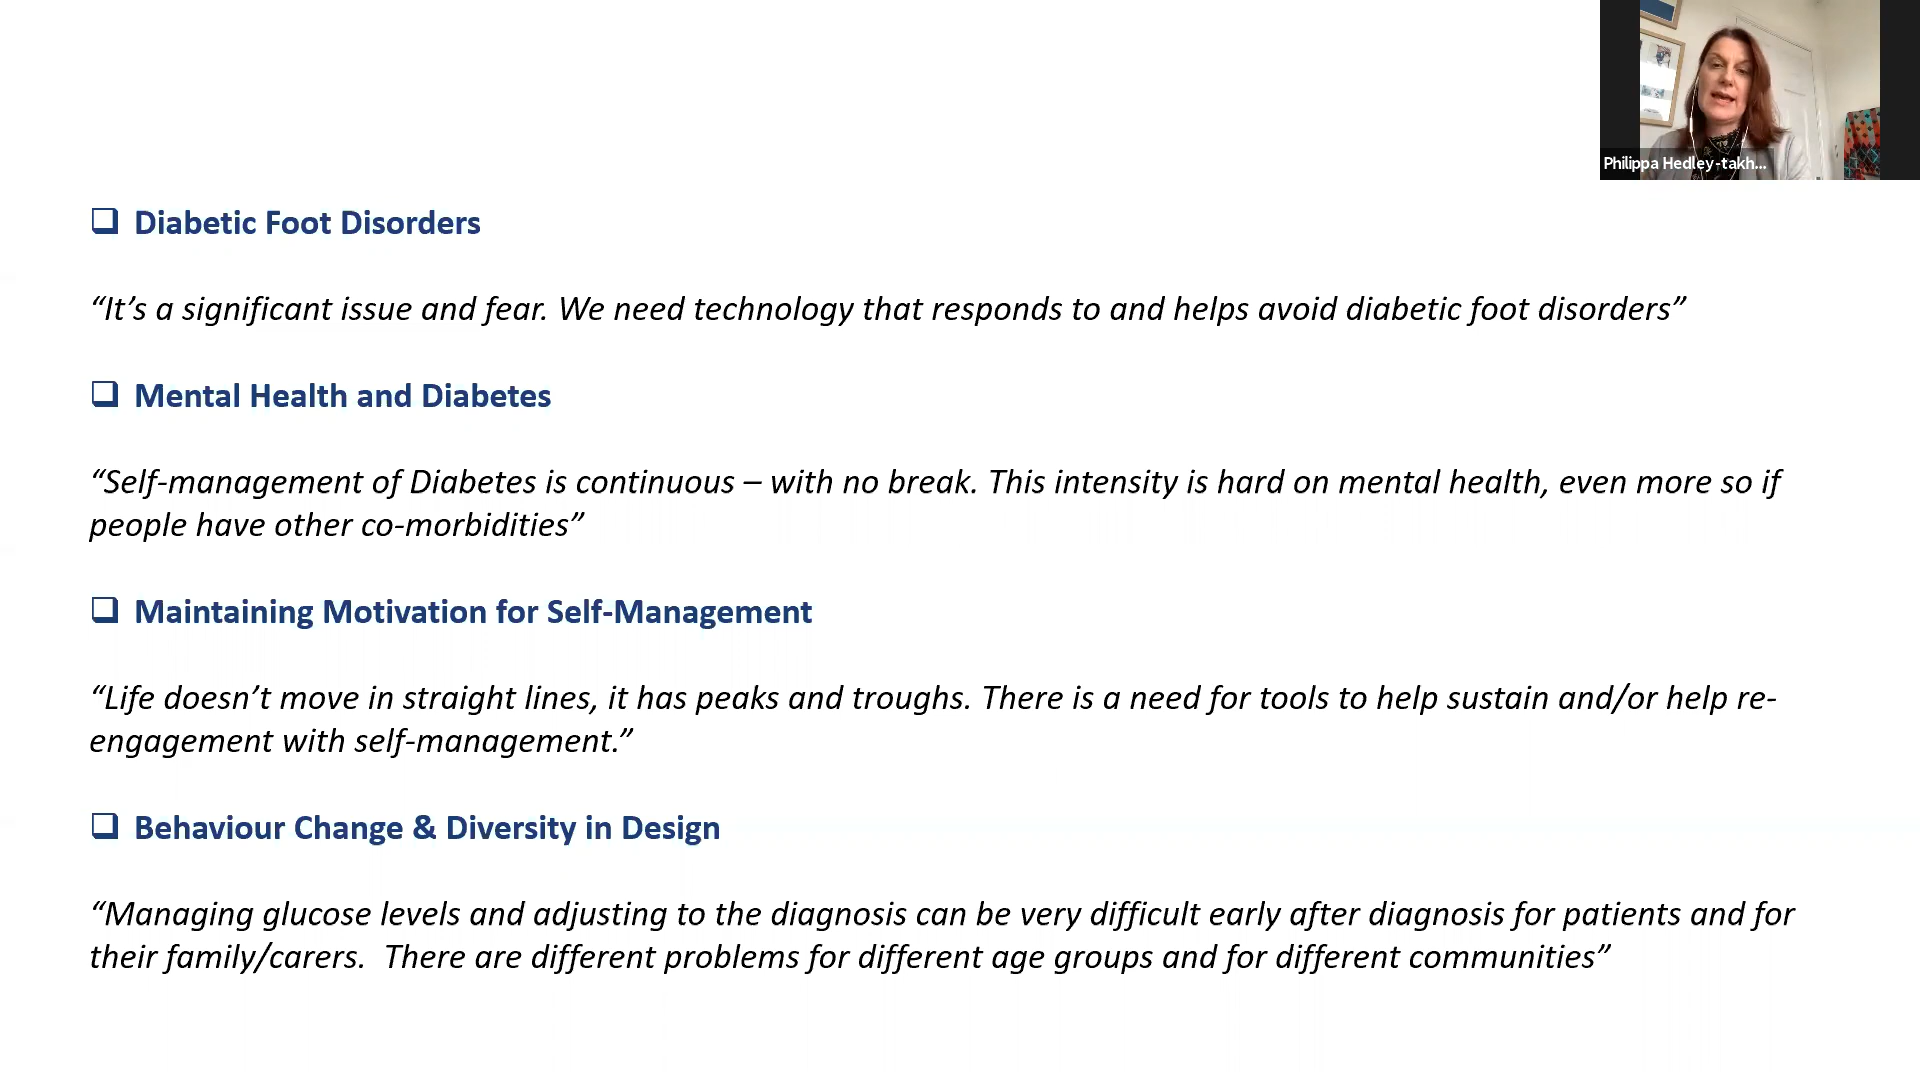 Philippa Hedley-takh...
Diabetic Foot Disorders
“It’s a significant issue and fear. We need technology that responds to and helps avoid diabetic foot disorders”
Mental Health and Diabetes
“Self-management of Diabetes is continuous – with no break. This intensity is hard on mental health, even more so if
people have other co-morbidities”
Maintaining Motivation for Self-Management
“Life doesn’t move in straight lines, it has peaks and troughs. There is a need for tools to help sustain and/or help re-
engagement with self-management.”
Behaviour Change & Diversity in Design
“Managing glucose levels and adjusting to the diagnosis can be very difficult early after diagnosis for patients and for
their family/carers.  There are different problems for different age groups and for different communities”